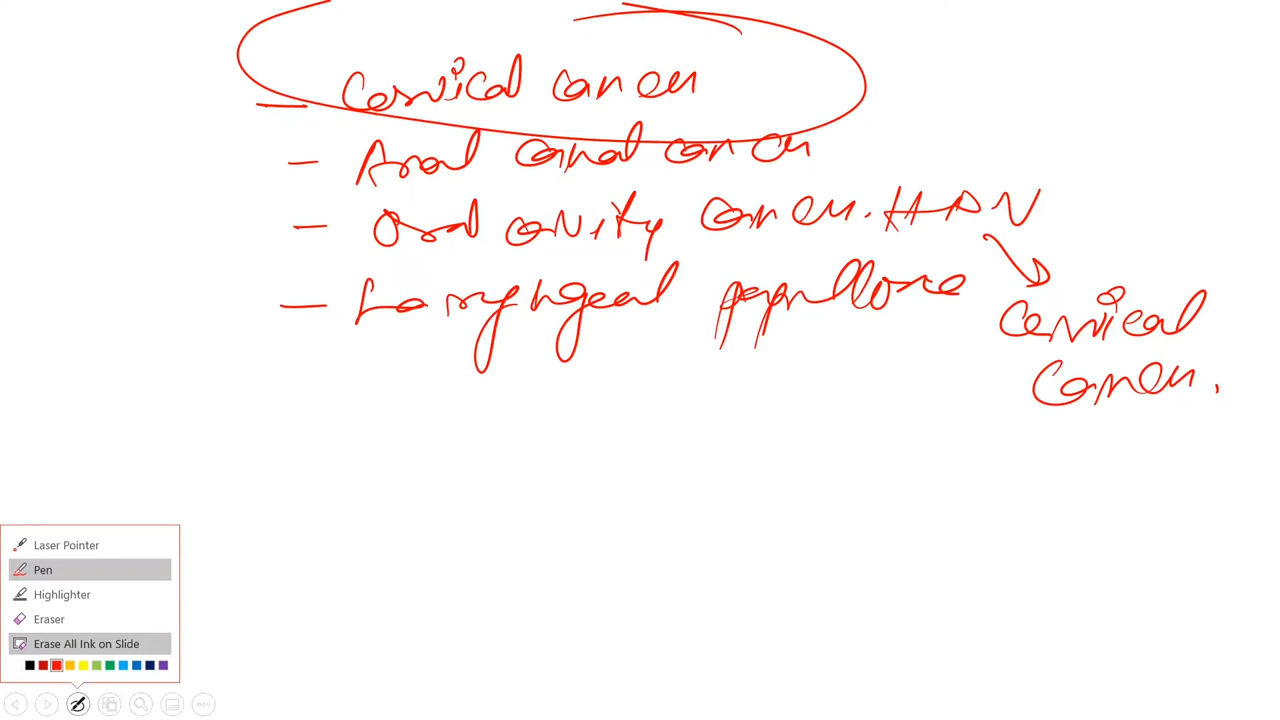 - Cervical cancer
- Anal canal cancer
- Oral cavity cancer. HPV
- Laryngeal papilloma
Cervical
cancer.
Laser Pointer
Pen
Highlighter
Eraser
Erase All Ink on Slide